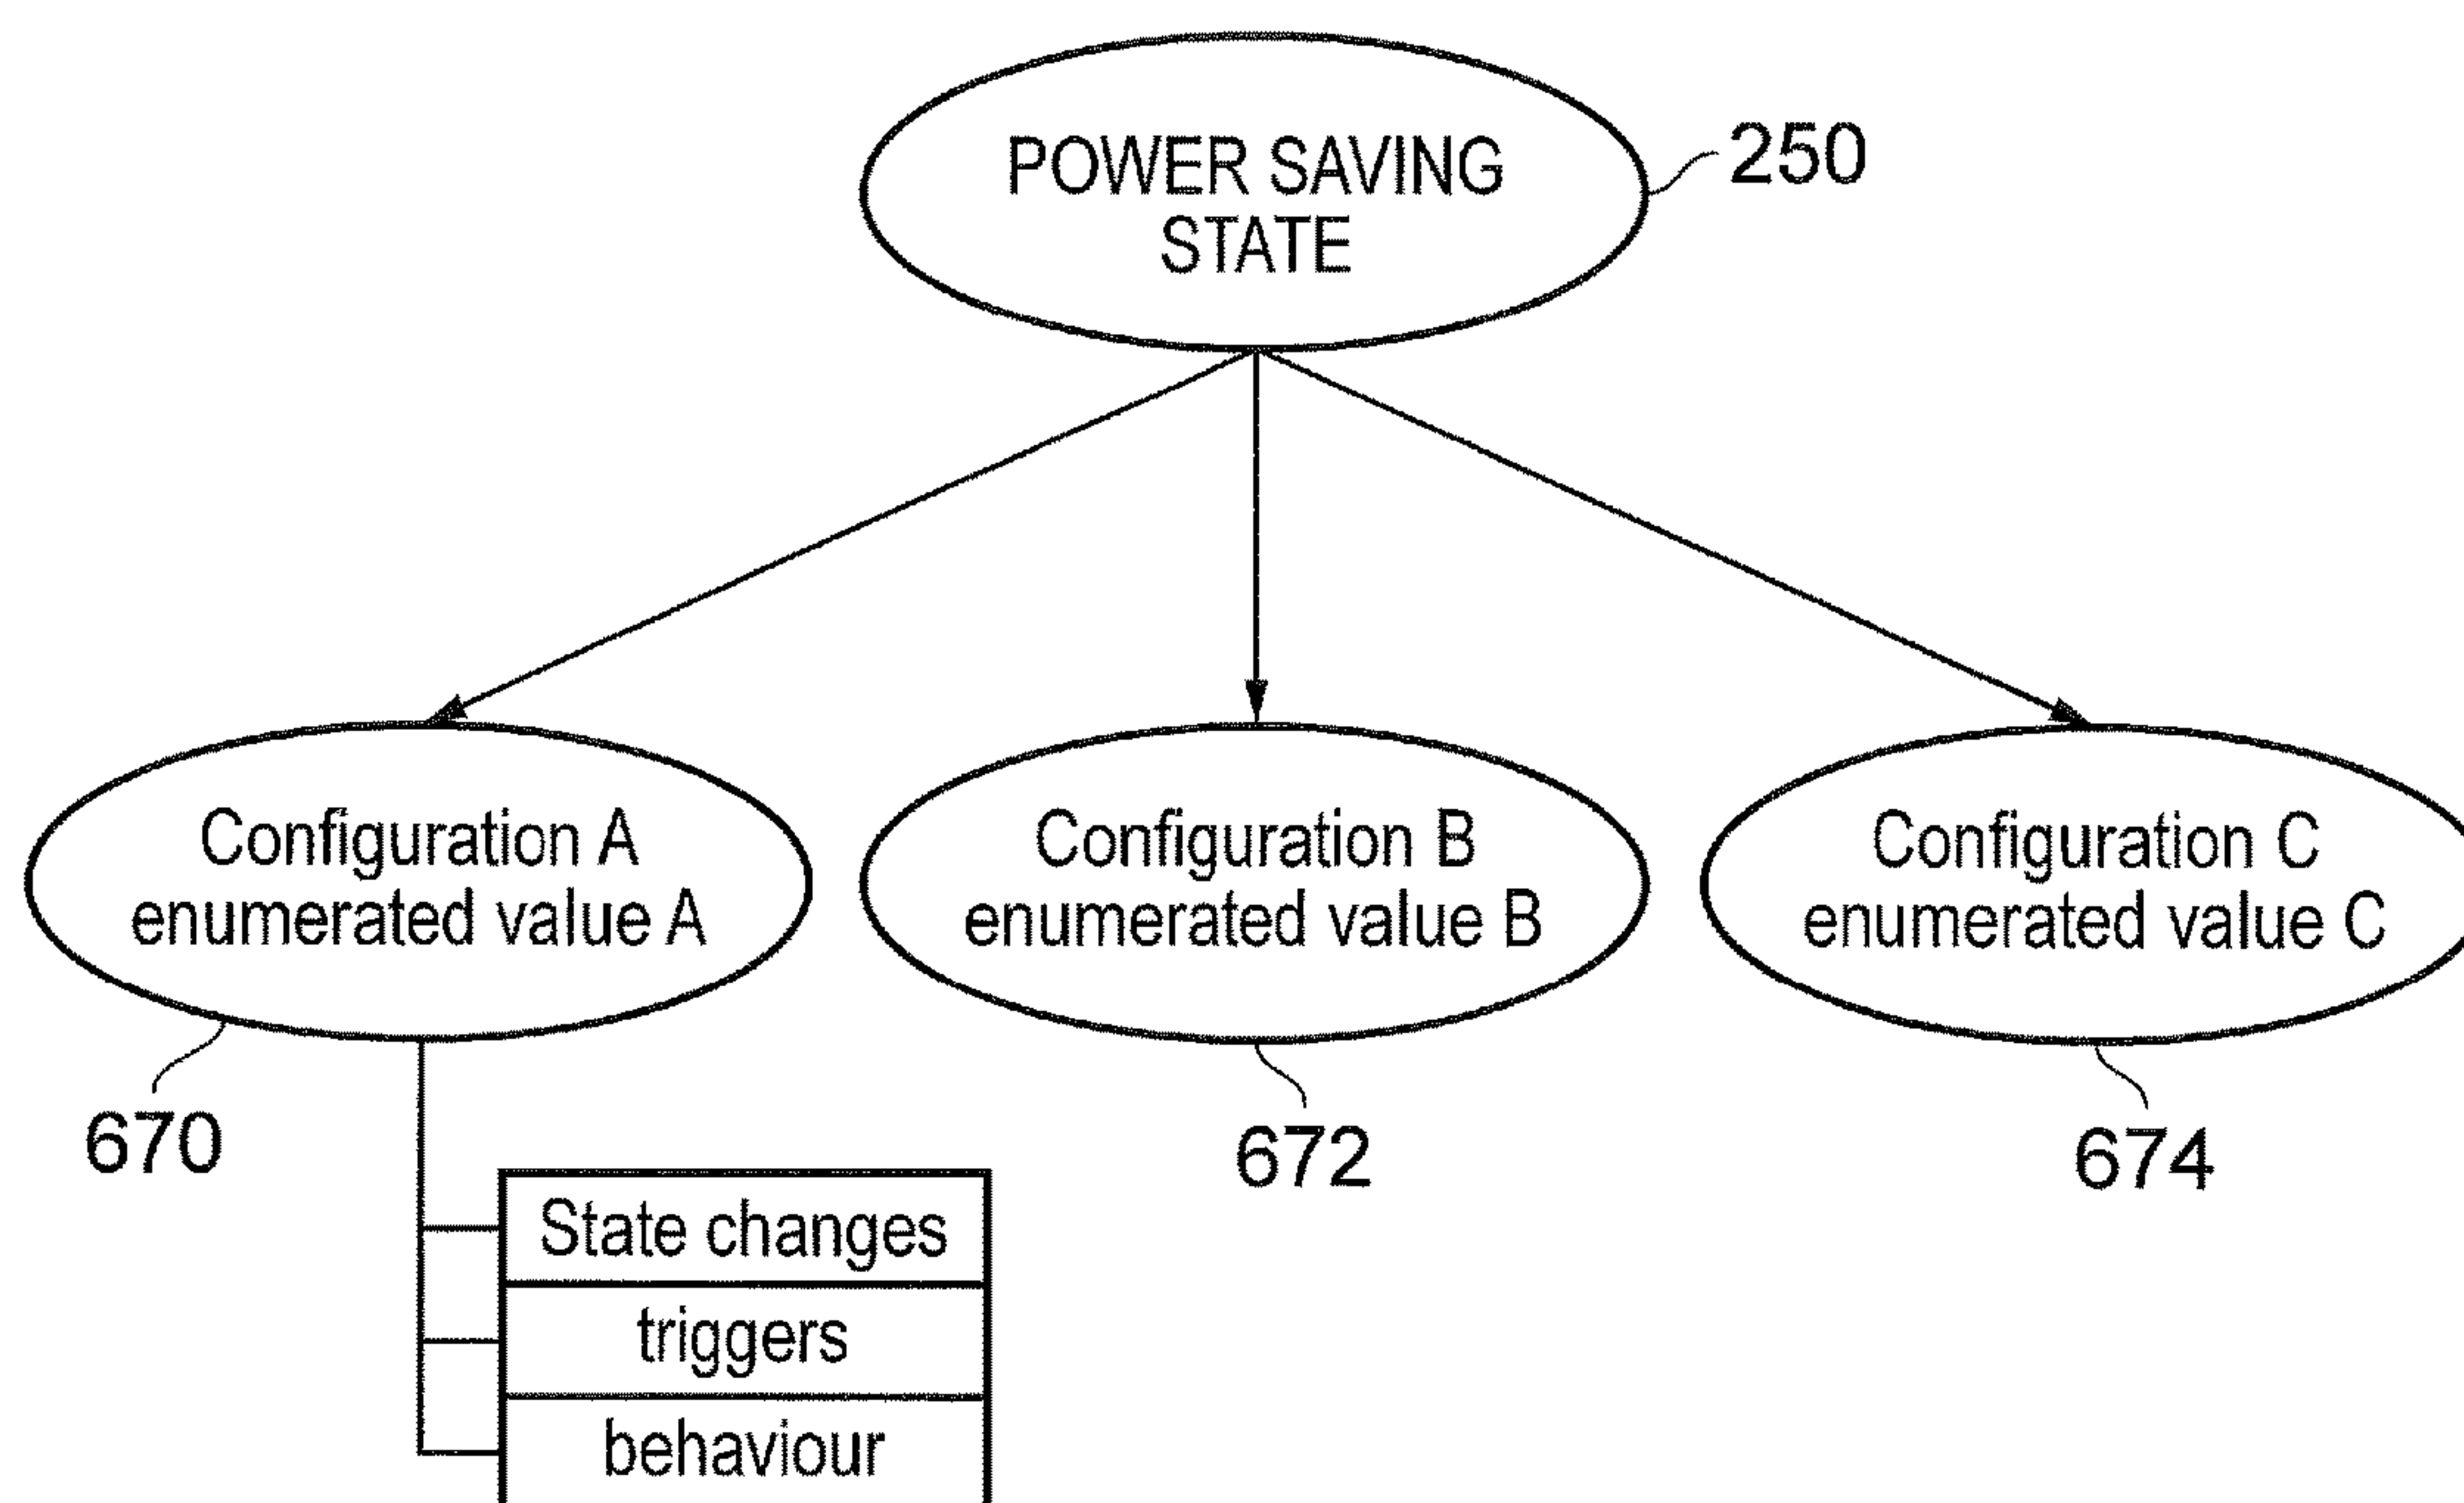 POWER SAVING
STATE
250
Configuration A
enumerated value A
Configuration B
enumerated value B
Configuration C
enumerated value C
670
672
674
State changes
triggers
behaviour